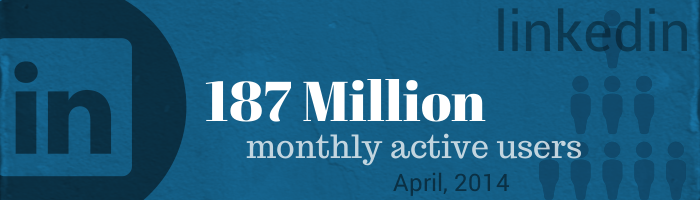 linkedin
in
187 Million
monthly active users
April, 2014